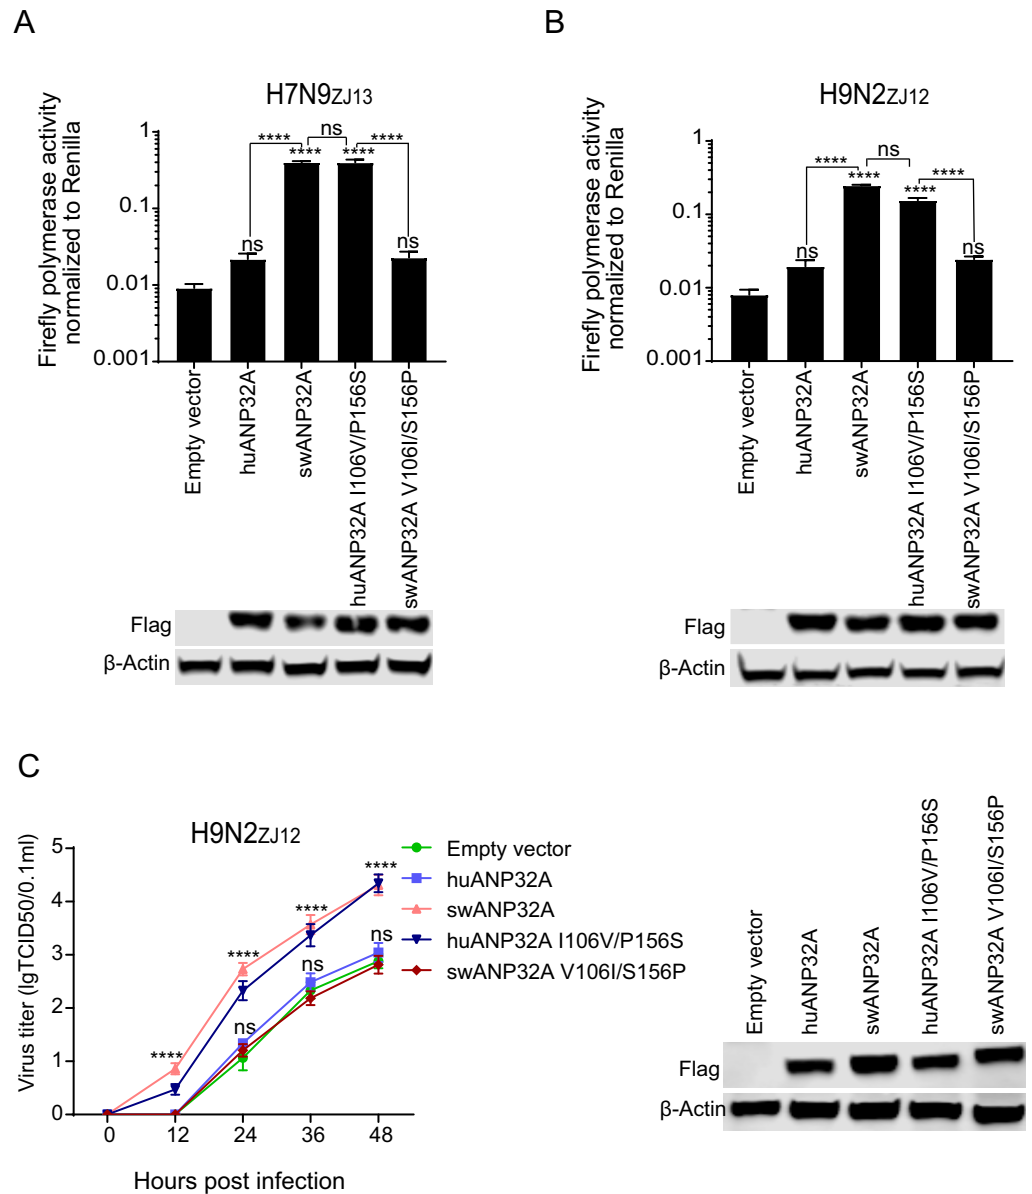 A
H7N9ZJ13
Firefly polymerase activity
normalized to Renilla
1
0.1
0.01
0.001
ns
****
ns
****
****
****
ns
Empty vector
huANP32A
swANP32A
huANP32A I106V/P156S
swANP32A V106I/S156P
Flag
β-Actin
B
H9N2ZJ12
Firefly polymerase activity
normalized to Renilla
1
0.1
0.01
0.001
ns
****
****
ns
****
****
ns
Empty vector
huANP32A
swANP32A
huANP32A I106V/P156S
swANP32A V106I/S156P
Flag
β-Actin
C
H9N2ZJ12
Virus titer (lgTCID50/0.1ml)
5
4
3
2
1
0
0 12 24 36 48
Hours post infection
****
****
ns
****
ns
****
ns
Empty vector
huANP32A
swANP32A
huANP32A I106V/P156S
swANP32A V106I/S156P
Empty vector
huANP32A
swANP32A
huANP32A I106V/P156S
swANP32A V106I/S156P
Flag
β-Actin